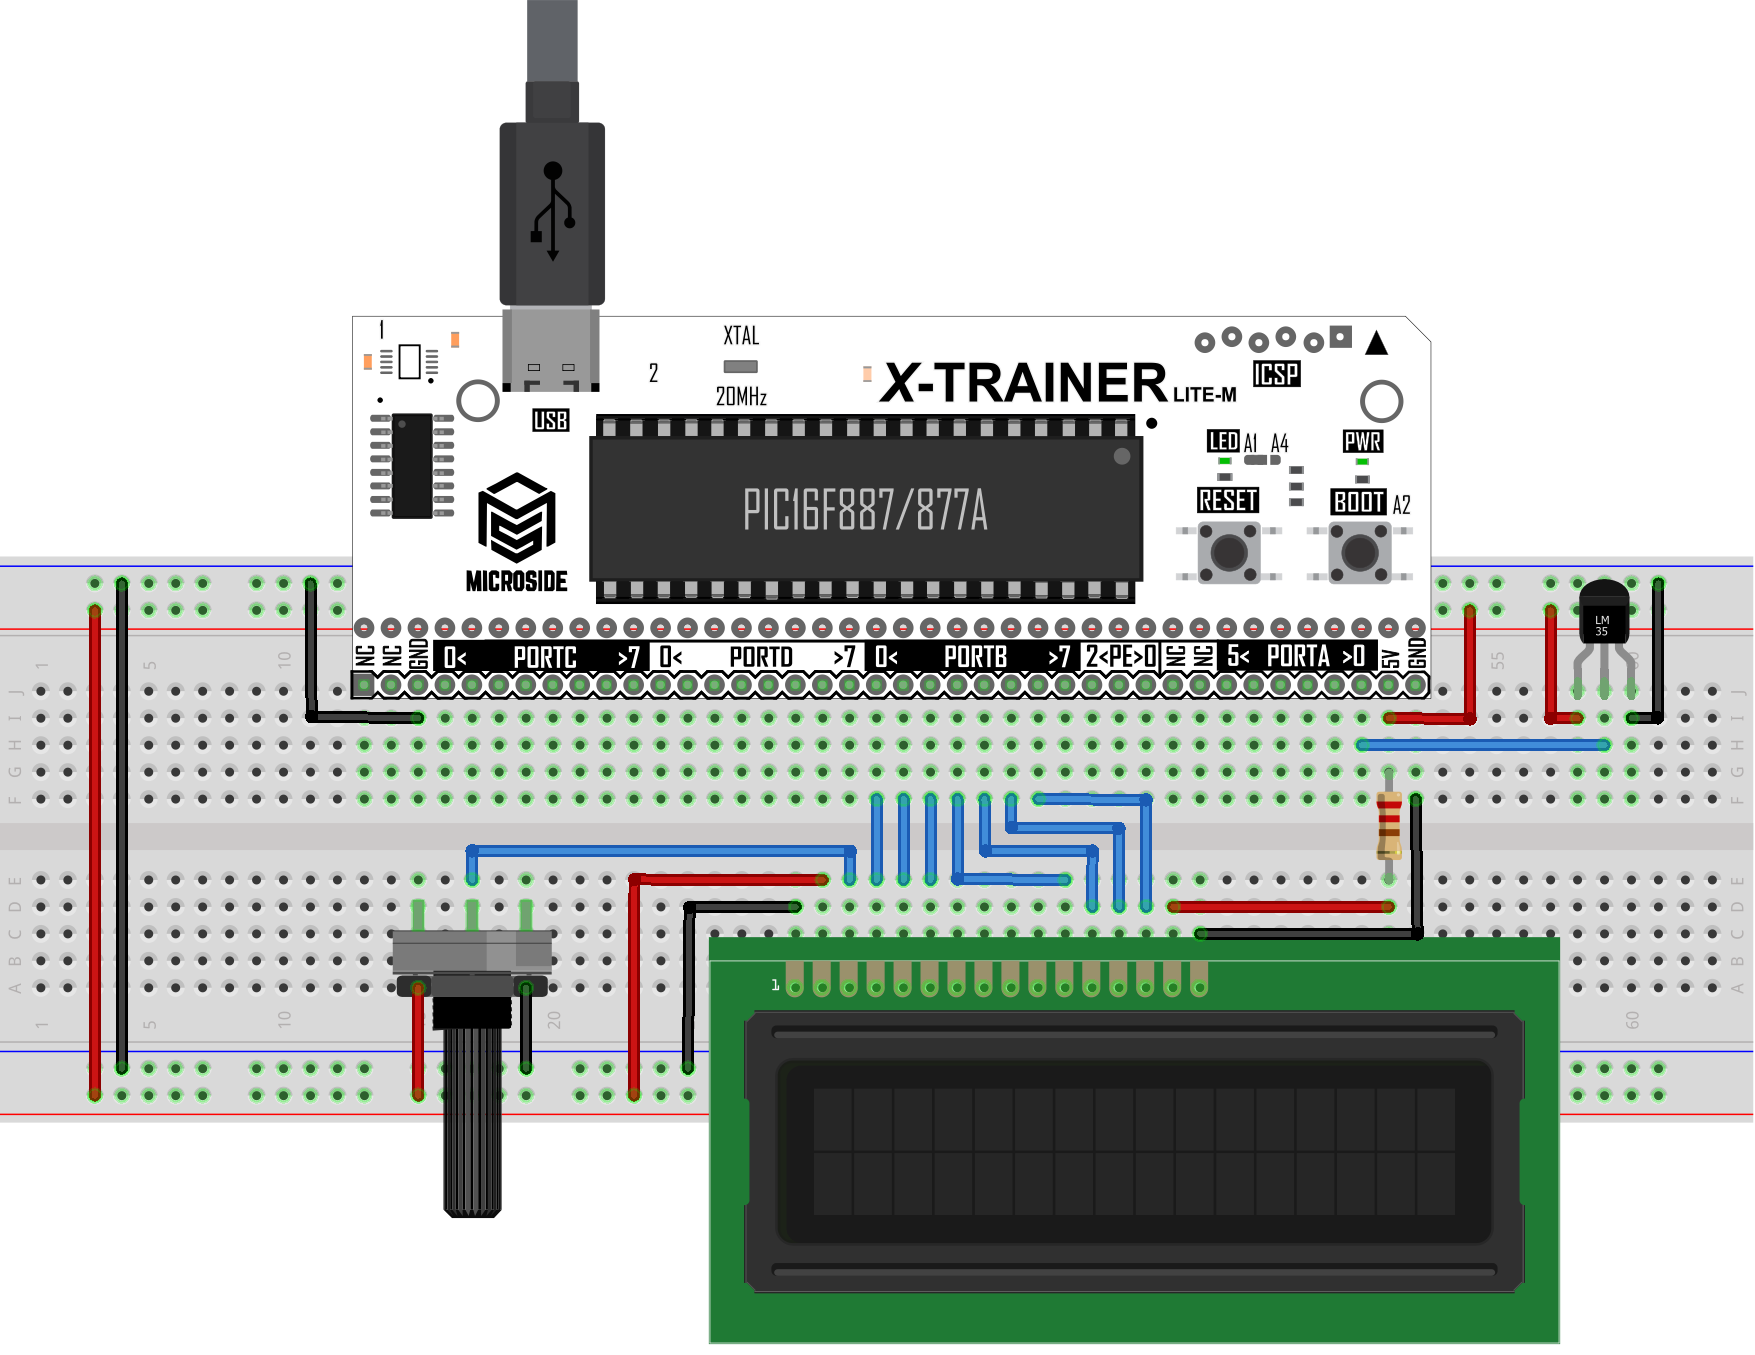 1
XTAL
2
20MHz
X-TRAINER LITE-M
ICSP
USB
LED A1 A4
PWR
RESET
BOOT A2
PIC16F887/877A
MICROSIDE
LM
35
NC NC GND 0< PORTC >7 0< PORTD >7 0< PORTB >7 2<PE>0 NC NC 5< PORTA >0 5V GND
1 5 10 55
J J
I I
H H
G G
F F
E E
D D
C C
B B
A A
1
1 5 10 20 60